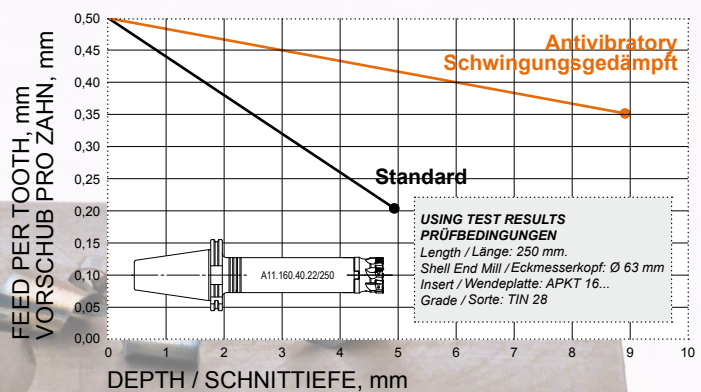 FEED PER TOOTH, mm
VORSCHUB PRO ZAHN, mm
0,50
0,40
0,35
0,30
0,25
0,20
0,15
0,10
0,05
0,00
Antivibratory
Schwingungsgedämpft
Standard
A11.160.40.22/250
USING TEST RESULTS
PRÜFBEDINGUNGEN
Length / Länge: 250 mm.
Shell End Mill / Eckmesserkopf: Ø 63 mm
Insert / Wendeplatte: APKT 16...
Grade / Sorte: TIN 28
0 1 2 3 4 5 6 7 8 9 10
DEPTH / SCHNITTIEFE, mm